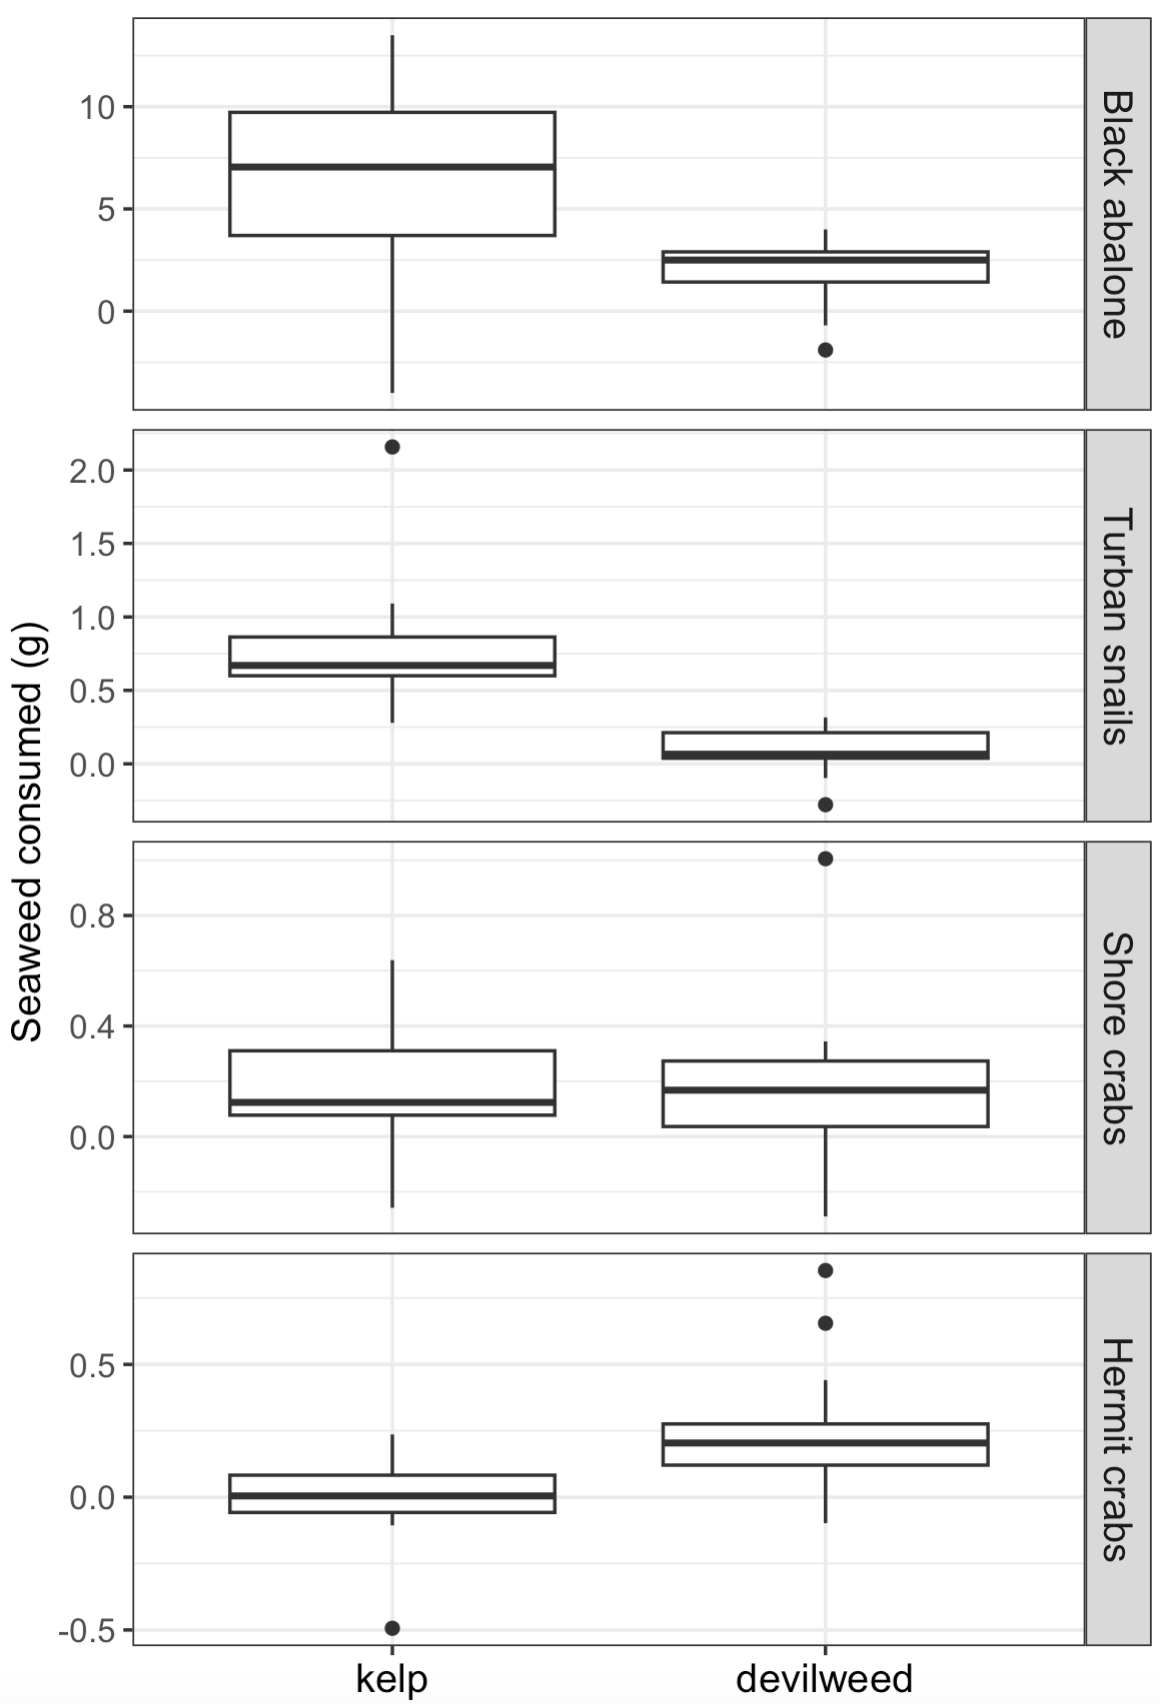 Seaweed consumed (g)
10
5
0
Black abalone
2.0
1.5
1.0
0.5
0.0
Turban snails
0.8
0.4
0.0
Shore crabs
0.5
0.0
-0.5
Hermit crabs
kelp
devilweed